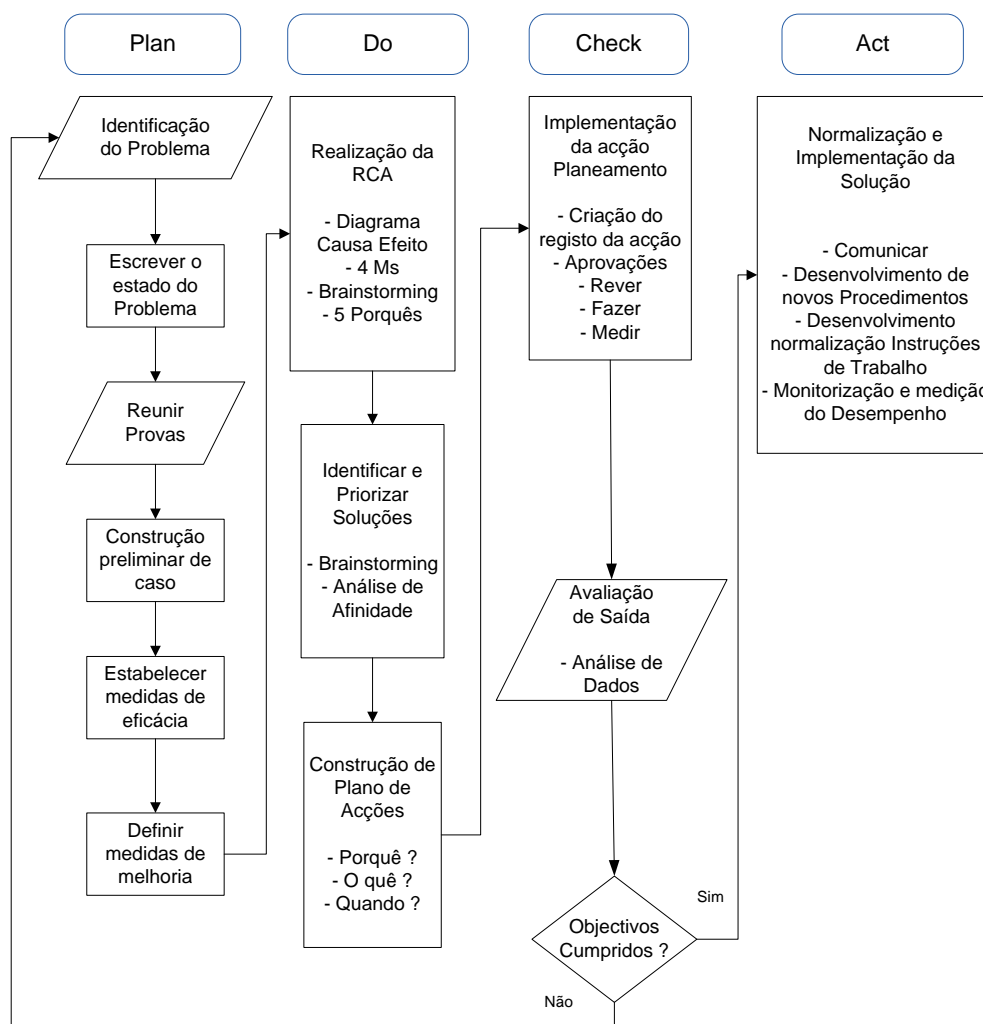 Plan
Do
Check
Act
Identificação
do Problema
Escrever o
estado do
Problema
Reunir
Provas
Construção
preliminar de
caso
Estabelecer
medidas de
eficácia
Definir
medidas de
melhoria
Realização da
RCA
- Diagrama
Causa Efeito
- 4 Ms
- Brainstorming
- 5 Porquês
Identificar e
Priorizar
Soluções
- Brainstorming
- Análise de
Afinidade
Construção de
Plano de
Acções
- Porquê ?
- O quê ?
- Quando ?
Implementação
da acção
Planeamento
- Criação do
registo da acção
- Aprovações
- Rever
- Fazer
- Medir
Avaliação
de Saída
- Análise de
Dados
Objectivos
Cumpridos ?
Sim
Não
Normalização e
Implementação da
Solução
- Comunicar
- Desenvolvimento de
novos Procedimentos
- Desenvolvimento
normalização Instruções
de Trabalho
- Monitorização e medição
do Desempenho